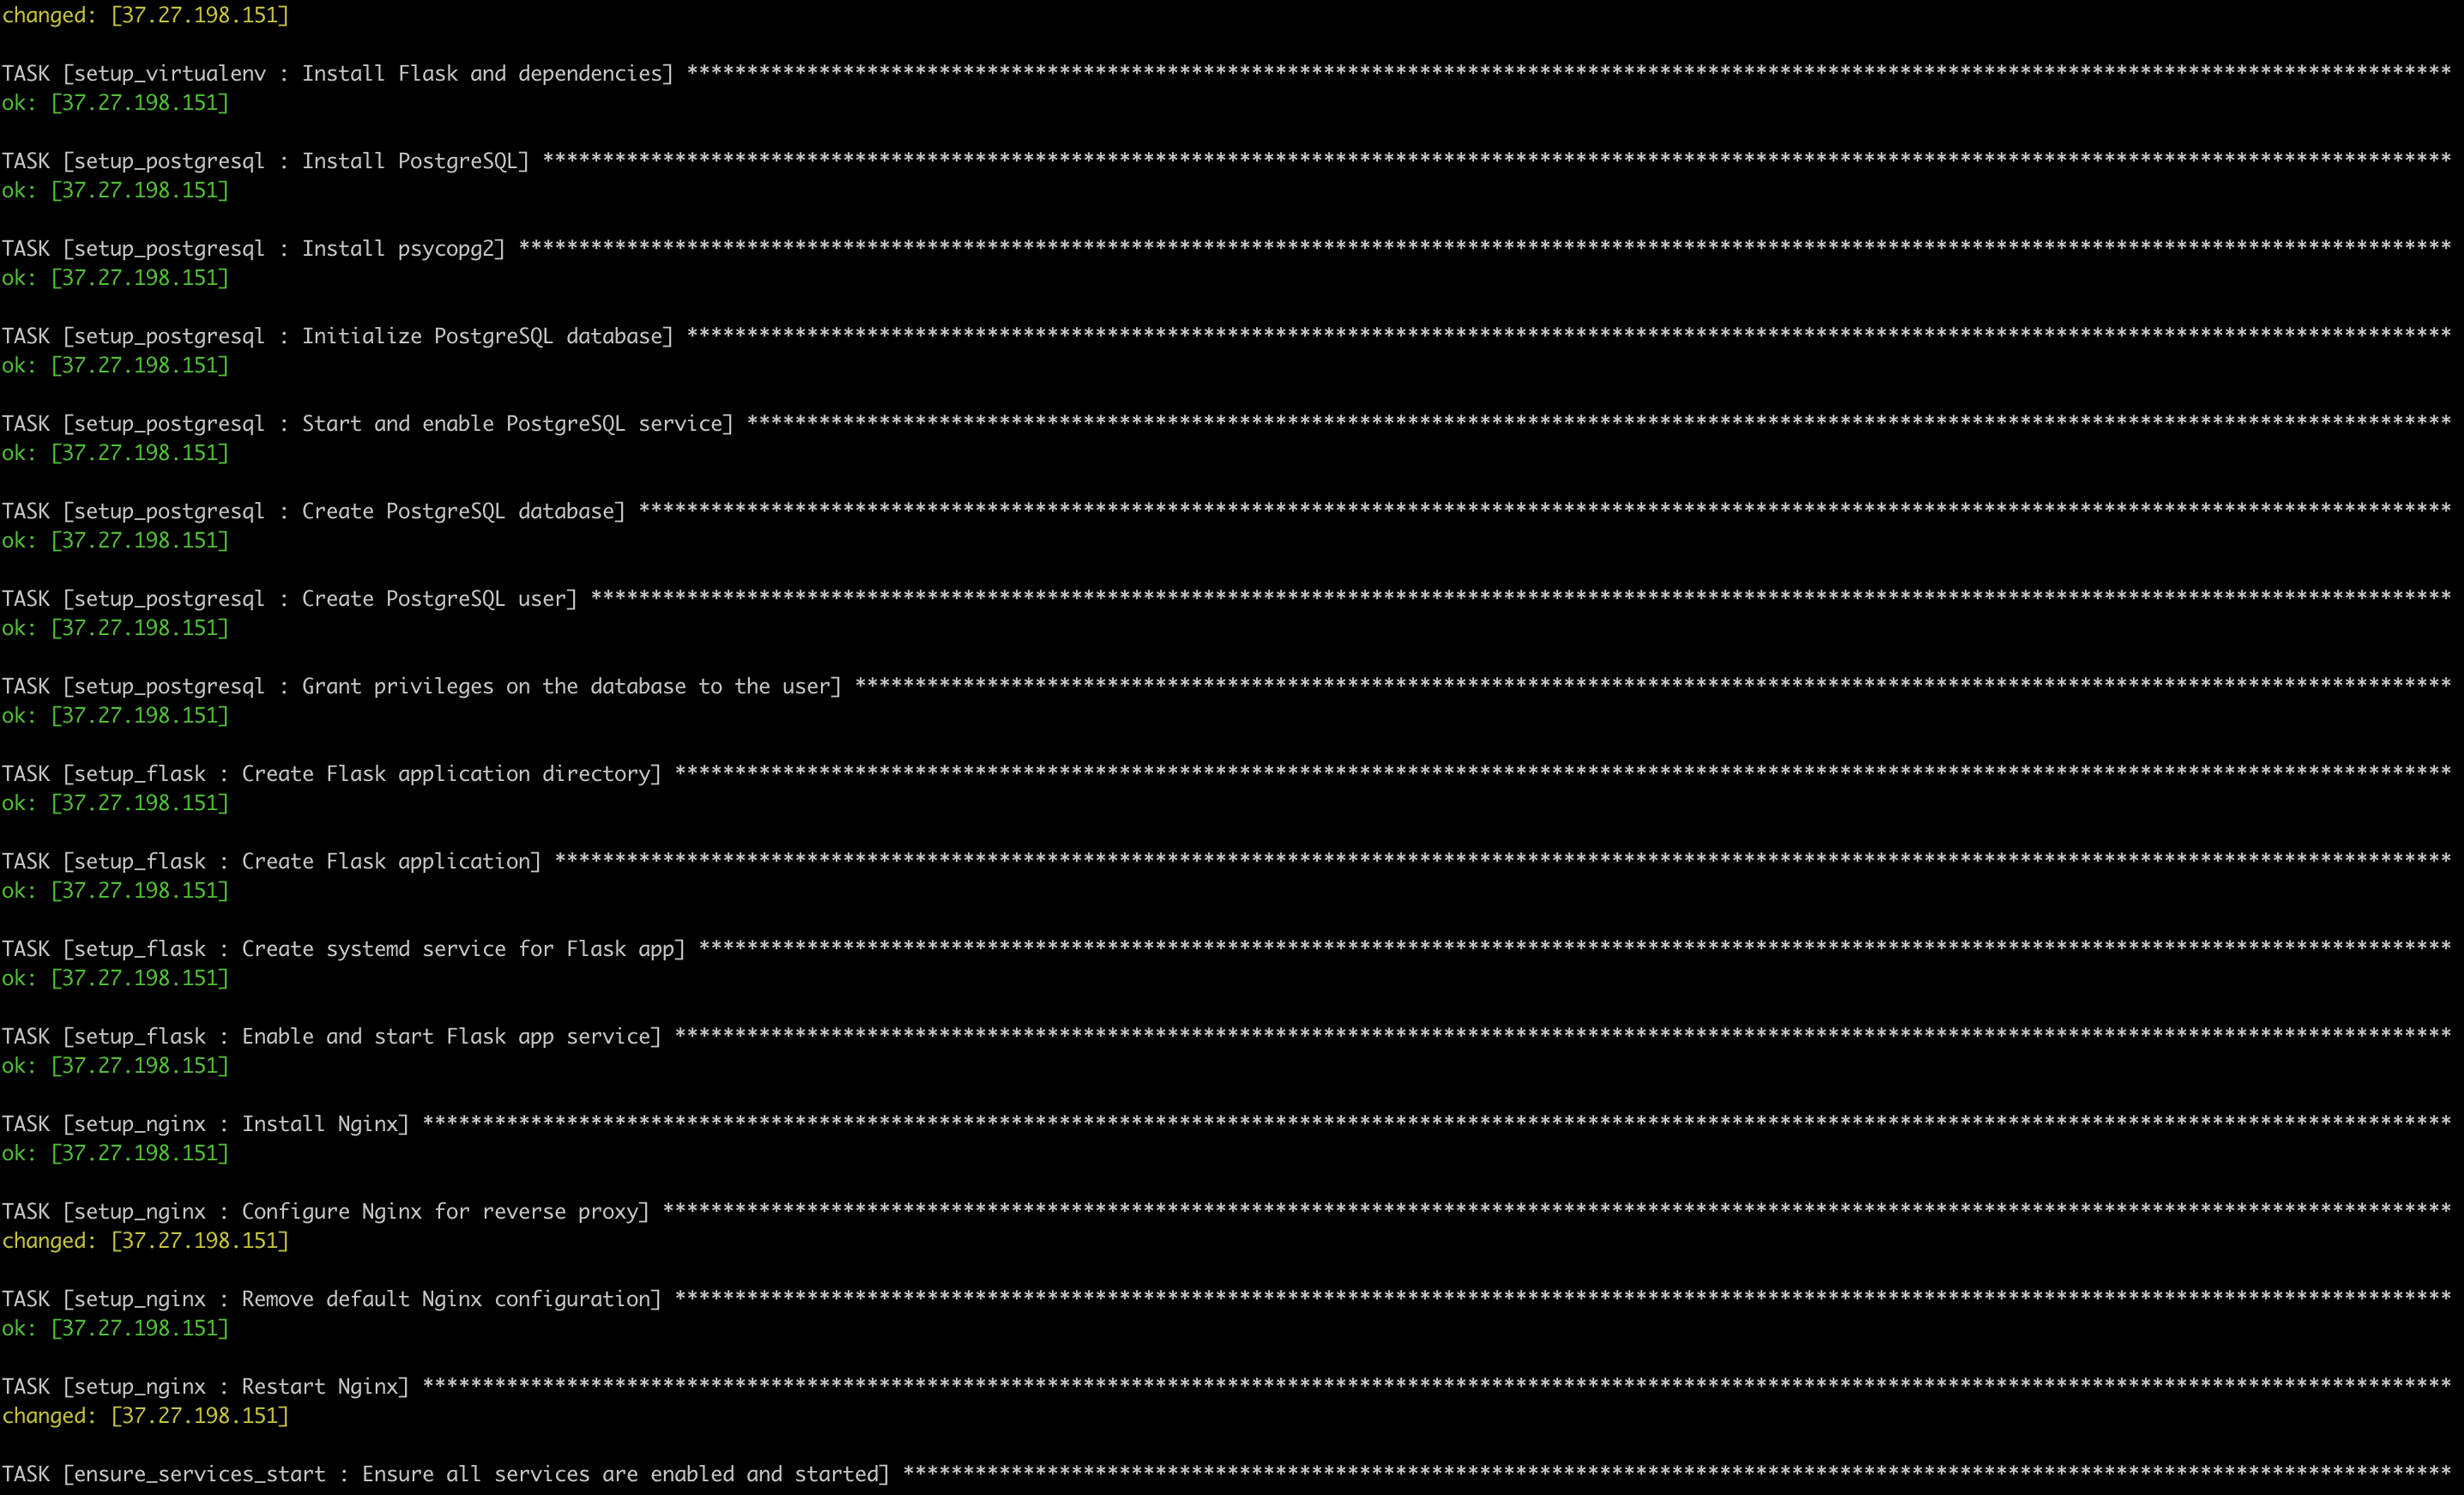 changed: [37.27.198.151]
TASK [setup_virtualenv : Install Flask and dependencies] ***************************************************************************************************************************************************
ok: [37.27.198.151]
TASK [setup_postgresql : Install PostgreSQL] ***************************************************************************************************************************************************************
ok: [37.27.198.151]
TASK [setup_postgresql : Install psycopg2] *****************************************************************************************************************************************************************
ok: [37.27.198.151]
TASK [setup_postgresql : Initialize PostgreSQL database] ***************************************************************************************************************************************************
ok: [37.27.198.151]
TASK [setup_postgresql : Start and enable PostgreSQL service] **********************************************************************************************************************************************
ok: [37.27.198.151]
TASK [setup_postgresql : Create PostgreSQL database] *******************************************************************************************************************************************************
ok: [37.27.198.151]
TASK [setup_postgresql : Create PostgreSQL user] ***********************************************************************************************************************************************************
ok: [37.27.198.151]
TASK [setup_postgresql : Grant privileges on the database to the user] *************************************************************************************************************************************
ok: [37.27.198.151]
TASK [setup_flask : Create Flask application directory] ****************************************************************************************************************************************************
ok: [37.27.198.151]
TASK [setup_flask : Create Flask application] **************************************************************************************************************************************************************
ok: [37.27.198.151]
TASK [setup_flask : Create systemd service for Flask app] **************************************************************************************************************************************************
ok: [37.27.198.151]
TASK [setup_flask : Enable and start Flask app service] ****************************************************************************************************************************************************
ok: [37.27.198.151]
TASK [setup_nginx : Install Nginx] *************************************************************************************************************************************************************************
ok: [37.27.198.151]
TASK [setup_nginx : Configure Nginx for reverse proxy] *****************************************************************************************************************************************************
changed: [37.27.198.151]
TASK [setup_nginx : Remove default Nginx configuration] ****************************************************************************************************************************************************
ok: [37.27.198.151]
TASK [setup_nginx : Restart Nginx] *************************************************************************************************************************************************************************
changed: [37.27.198.151]
TASK [ensure_services_start : Ensure all services are enabled and started] *********************************************************************************************************************************